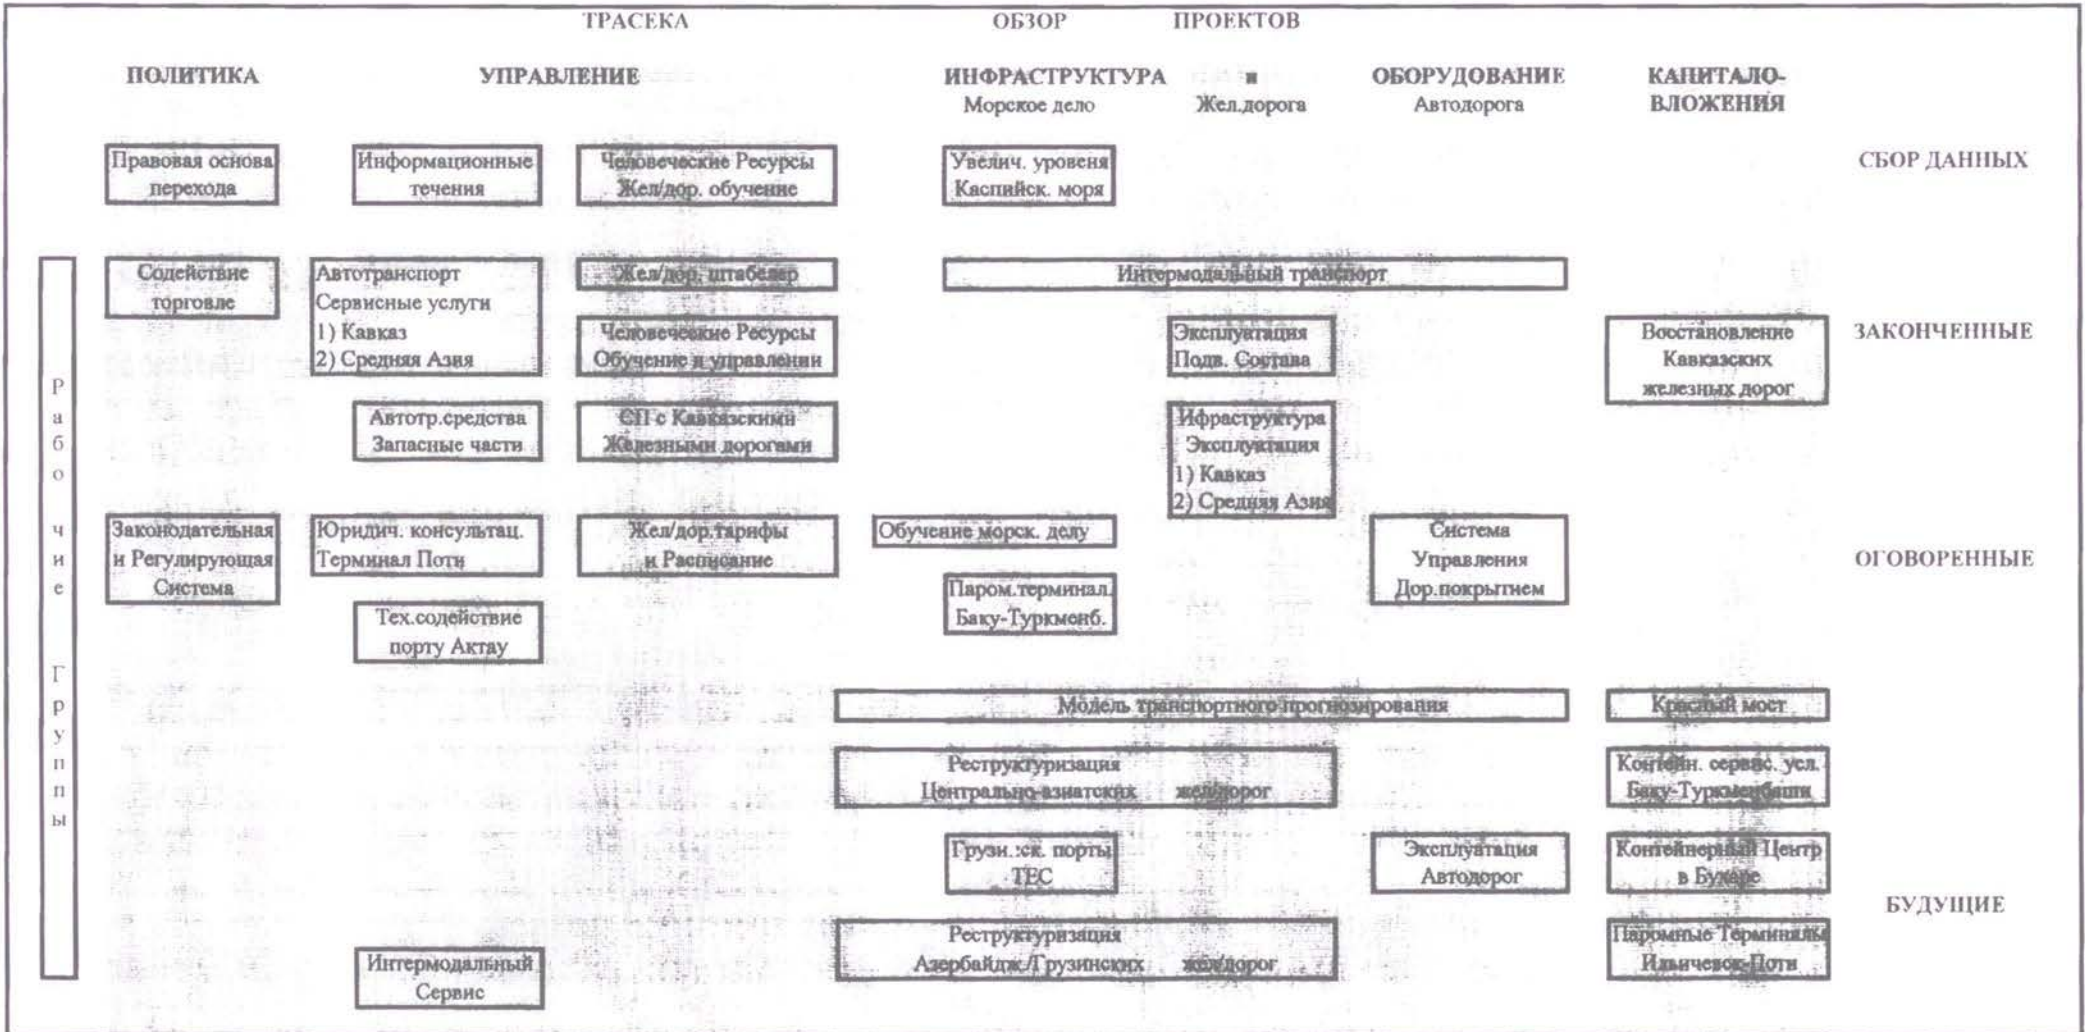 ТРАСЕКА ОБЗОР ПРОЕКТОВ
ПОЛИТИКА УПРАВЛЕНИЕ ИНФРАСТРУКТУРА и ОБОРУДОВАНИЕ КАПИТАЛО-
Морское дело Жел.дорога Автодорога ВЛОЖЕНИЯ
Правовая основа
перехода
Информационные
течения
Человеческие Ресурсы
Жел/дор. обучение
Увелич. уровеня
Каспийск. моря
СБОР ДАННЫХ
Рабочие Группы
Содействие
торговле
Автотранспорт
Сервисные услуги
1) Кавказ
2) Средняя Азия
Жел/дор. штабелер
Интермодальный транспорт
Человеческие Ресурсы
Обучение в управлении
Эксплуатация
Подв. Состава
Восстановление
Кавказских
железных дорог
ЗАКОНЧЕННЫЕ
Автотр.средства
Запасные части
СП с Кавказскими
Железными дорогами
Ифраструктура
Эксплуатация
1) Кавказ
2) Средняя Азия
Законодательная
и Регулирующая
Система
Юридич. консультац.
Терминал Поти
Жел/дор.тарифы
и Расписание
Обучение морск. делу
Система
Управления
Дор.покрытием
ОГОВОРЕННЫЕ
Паром.терминал.
Баку-Туркменб.
Тех.содействие
порту Актау
Модель транспортного прогнозирования
Красный мост
Реструктуризация
Центрально-азиатских жел/дорог
Контейн. сервис. усл.
Баку-Туркменбаши
Грузи.:ск. порты
ТЕС
Эксплуатация
Автодорог
Контейнерный Центр
в Бухаре
БУДУЩИЕ
Реструктуризация
Азербайдж./Грузинских жел/дорог
Паромные Терминалы
Ильичевск-Поти
Интермодальный
Сервис